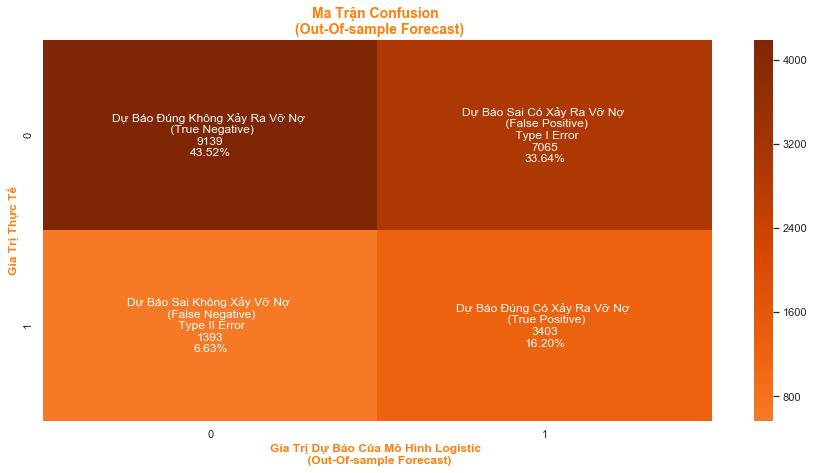 Ma Trận Confusion
(Out-Of-sample Forecast)
Dự Báo Đúng Không Xảy Ra Vỡ Nợ
(True Negative)
9139
43.52%
Dự Báo Sai Có Xảy Ra Vỡ Nợ
(False Positive)
Type I Error
7065
33.64%
Dự Báo Sai Không Xảy Vỡ Nợ
(False Negative)
Type II Error
1393
6.63%
Dự Báo Đúng Có Xảy Ra Vỡ Nợ
(True Positive)
3403
16.20%
0
1
Gía Trị Thực Tế
0
1
Gía Trị Dự Báo Của Mô Hình Logistic
(Out-Of-sample Forecast)
4000
3200
2400
1600
800